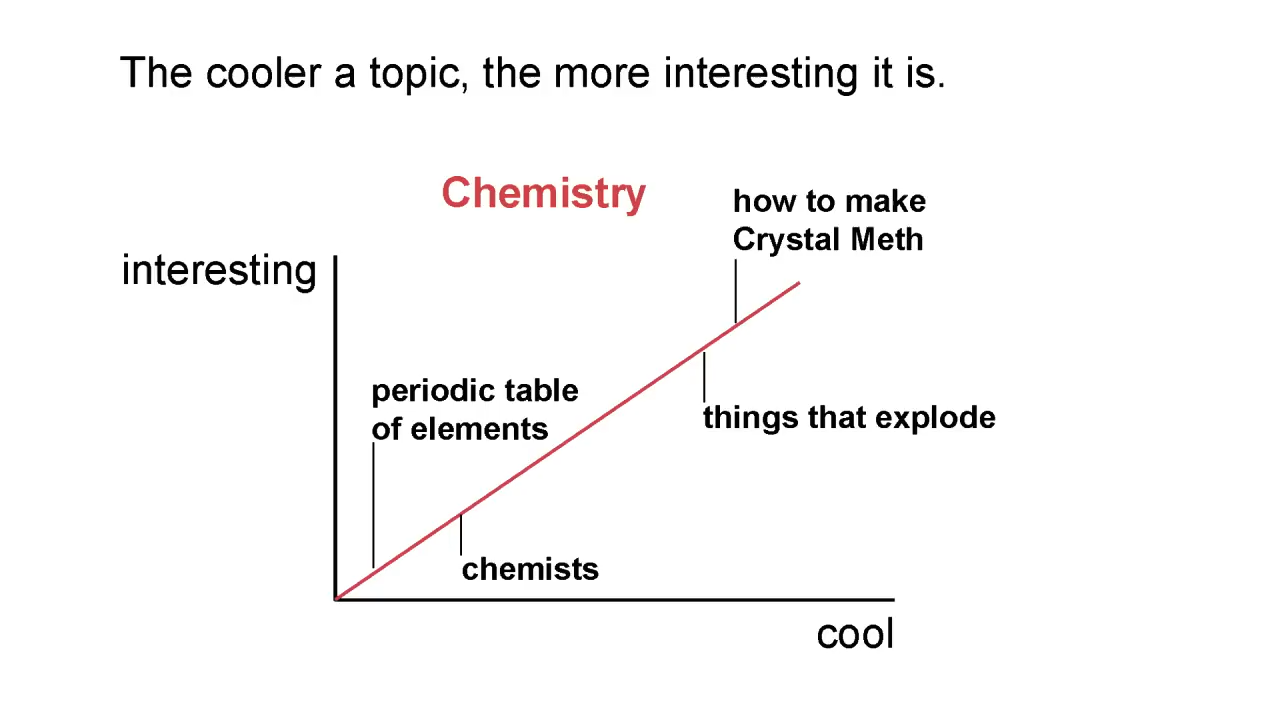 The cooler a topic, the more interesting it is.
Chemistry
how to make
Crystal Meth
interesting
periodic table
of elements
things that explode
chemists
cool